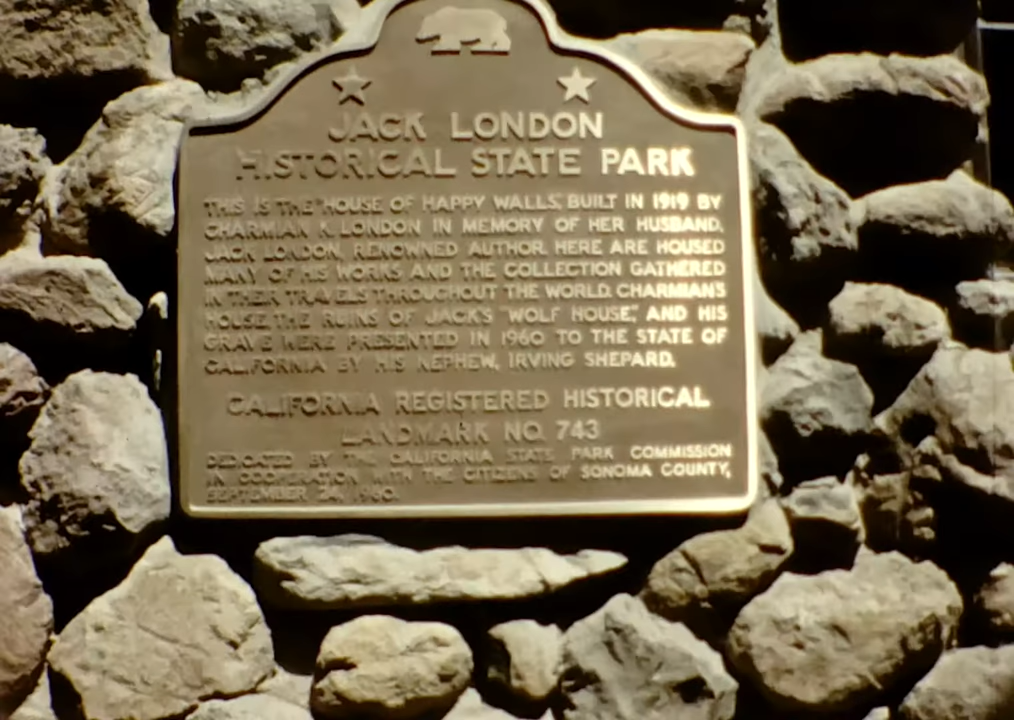 JACK LONDON
HISTORICAL STATE PARK
THIS IS THE "HOUSE OF HAPPY WALLS," BUILT IN 1919 BY
CHARMIAN K. LONDON IN MEMORY OF HER HUSBAND,
JACK LONDON, RENOWNED AUTHOR. HERE ARE HOUSED
MANY OF HIS WORKS AND THE COLLECTION GATHERED
IN THEIR TRAVELS THROUGHOUT THE WORLD. CHARMIAN'S
HOUSE, THE RUINS OF JACK'S "WOLF HOUSE," AND HIS
GRAVE WERE PRESENTED IN 1960 TO THE STATE OF
CALIFORNIA BY HIS NEPHEW, IRVING SHEPARD.
CALIFORNIA REGISTERED HISTORICAL
LANDMARK NO. 743
DEDICATED BY THE CALIFORNIA STATE PARK COMMISSION
IN COOPERATION WITH THE CITIZENS OF SONOMA COUNTY,
SEPTEMBER 24, 1960.